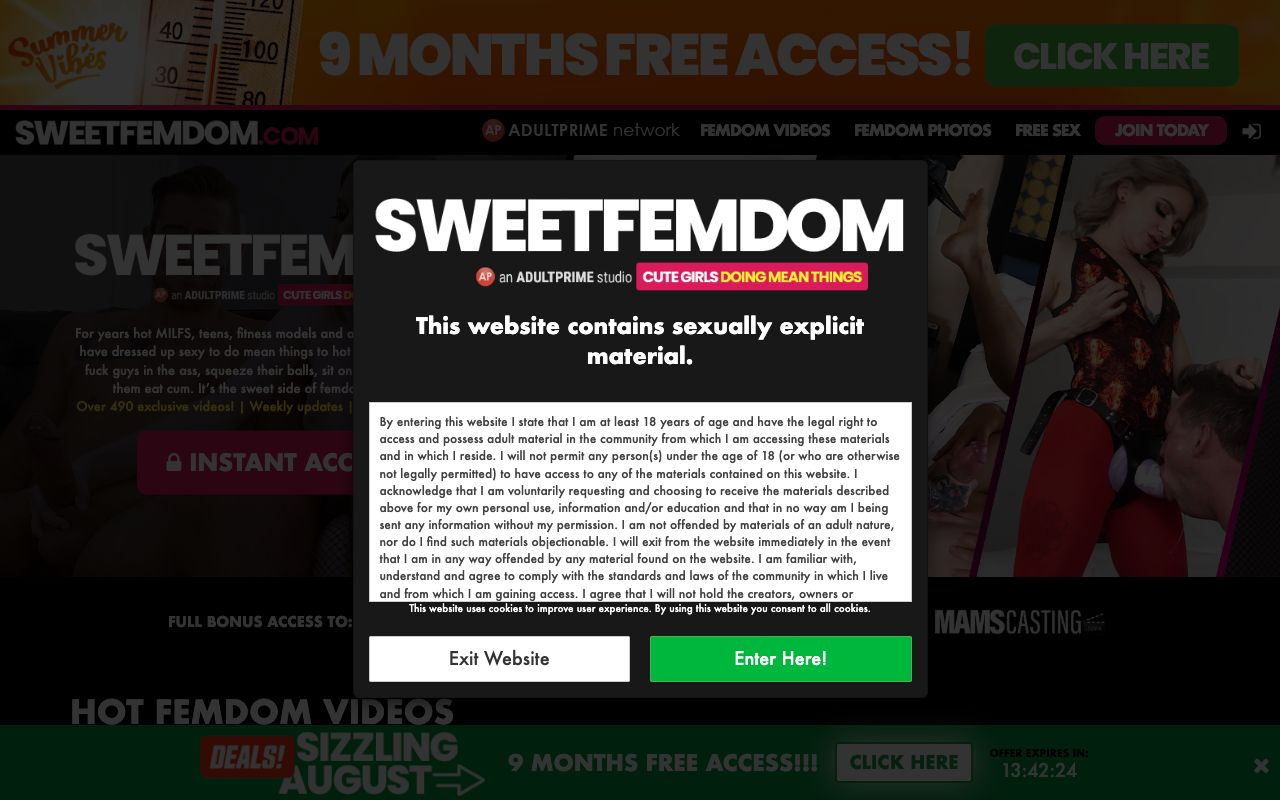 Summer
Vibes
40
30
100
80
9 MONTHS FREE ACCESS!
CLICK HERE
SWEETFEMDOM.COM
AP ADULTPRIME network
FEMDOM VIDEOS
FEMDOM PHOTOS
FREE SEX
JOIN TODAY
SWEETFEM
AP an ADULTPRIME studio CUTE GIRLS D
For years hot MILFS, teens, fitness models and a
have dressed up sexy to do mean things to hot
fuck guys in the ass, squeeze their balls, sit on
them eat cum. It's the sweet side of femdo
Over 490 exclusive videos! | Weekly updates |
INSTANT ACC
SWEETFEMDOM
AP an ADULTPRIME studio CUTE GIRLS DOING MEAN THINGS
This website contains sexually explicit
material.
By entering this website I state that I am at least 18 years of age and have the legal right to
access and possess adult material in the community from which I am accessing these materials
and in which I reside. I will not permit any person(s) under the age of 18 (or who are otherwise
not legally permitted) to have access to any of the materials contained on this website. I
acknowledge that I am voluntarily requesting and choosing to receive the materials described
above for my own personal use, information and/or education and that in no way am I being
sent any information without my permission. I am not offended by materials of an adult nature,
nor do I find such materials objectionable. I will exit from the website immediately in the event
that I am in any way offended by any material found on the website. I am familiar with,
understand and agree to comply with the standards and laws of the community in which I live
and from which I am gaining access. I agree that I will not hold the creators, owners or
This website uses cookies to improve user experience. By using this website you consent to all cookies.
Exit Website
Enter Here!
FULL BONUS ACCESS TO:
MAMSCASTING
HOT FEMDOM VIDEOS
DEALS! SIZZLING
AUGUST
9 MONTHS FREE ACCESS!!!
CLICK HERE
OFFER EXPIRES IN:
13:42:24